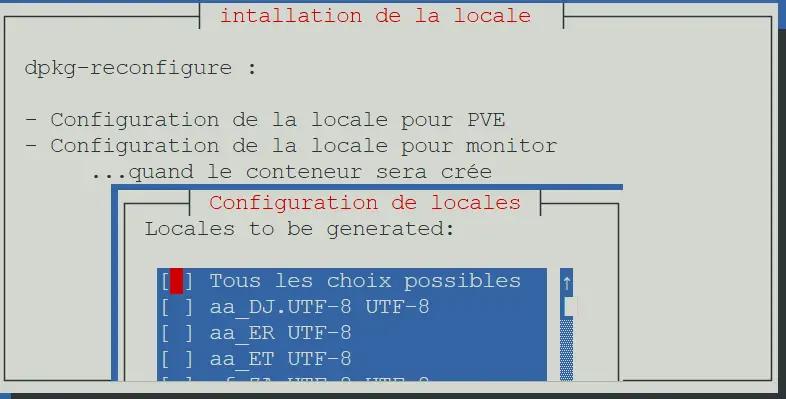 intallation de la locale
dpkg-reconfigure :
- Configuration de la locale pour PVE
- Configuration de la locale pour monitor
...quand le conteneur sera crée
Configuration de locales
Locales to be generated:
[ ] Tous les choix possibles ↑
[ ] aa_DJ.UTF-8 UTF-8
[ ] aa_ER UTF-8
[ ] aa_ET UTF-8